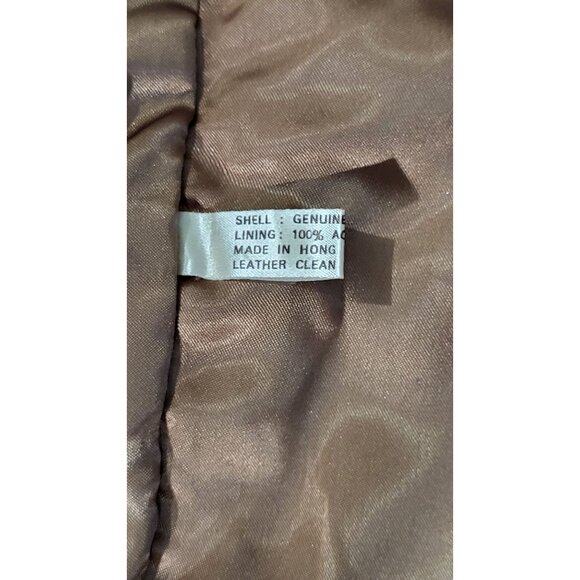 SHELL : GENUINE
LINING : 100% AC
MADE IN HONG
LEATHER CLEAN